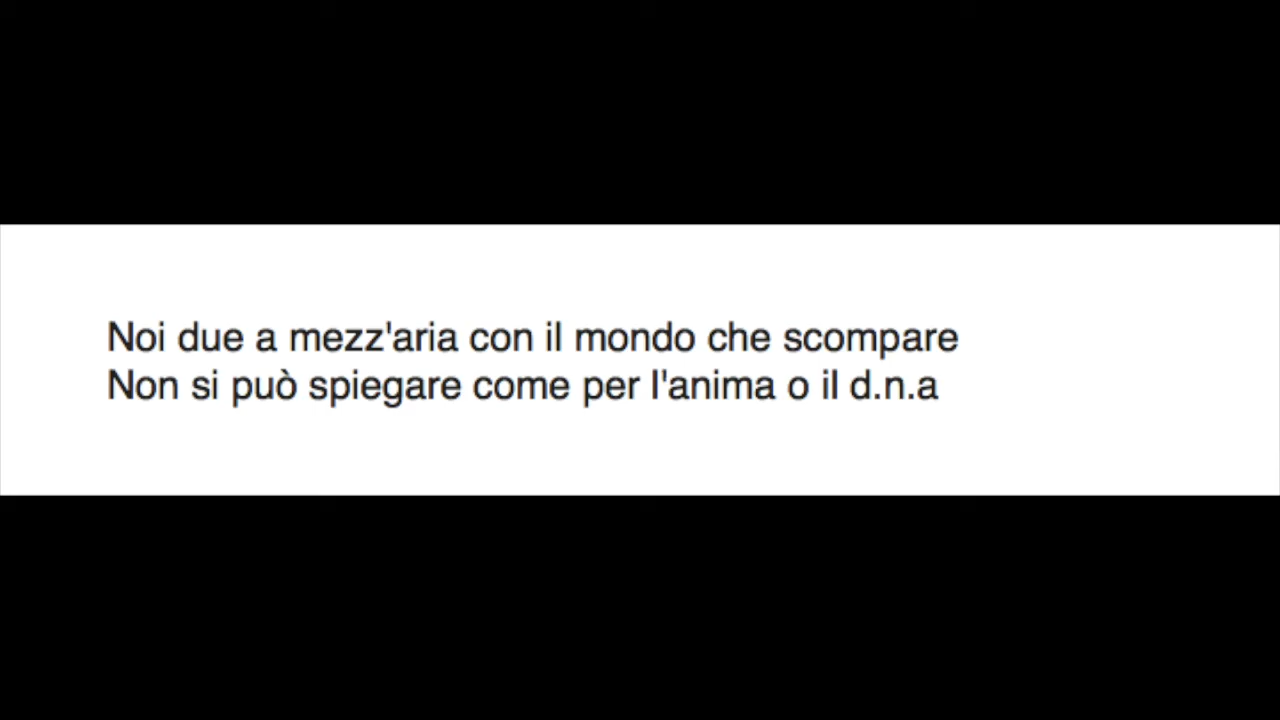 Noi due a mezz'aria con il mondo che scompare
Non si può spiegare come per l'anima o il d.n.a